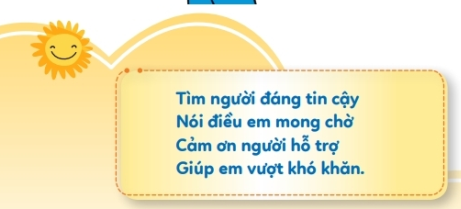 Tìm người đáng tin cậy
Nói điều em mong chờ
Cảm ơn người hỗ trợ
Giúp em vượt khó khăn.